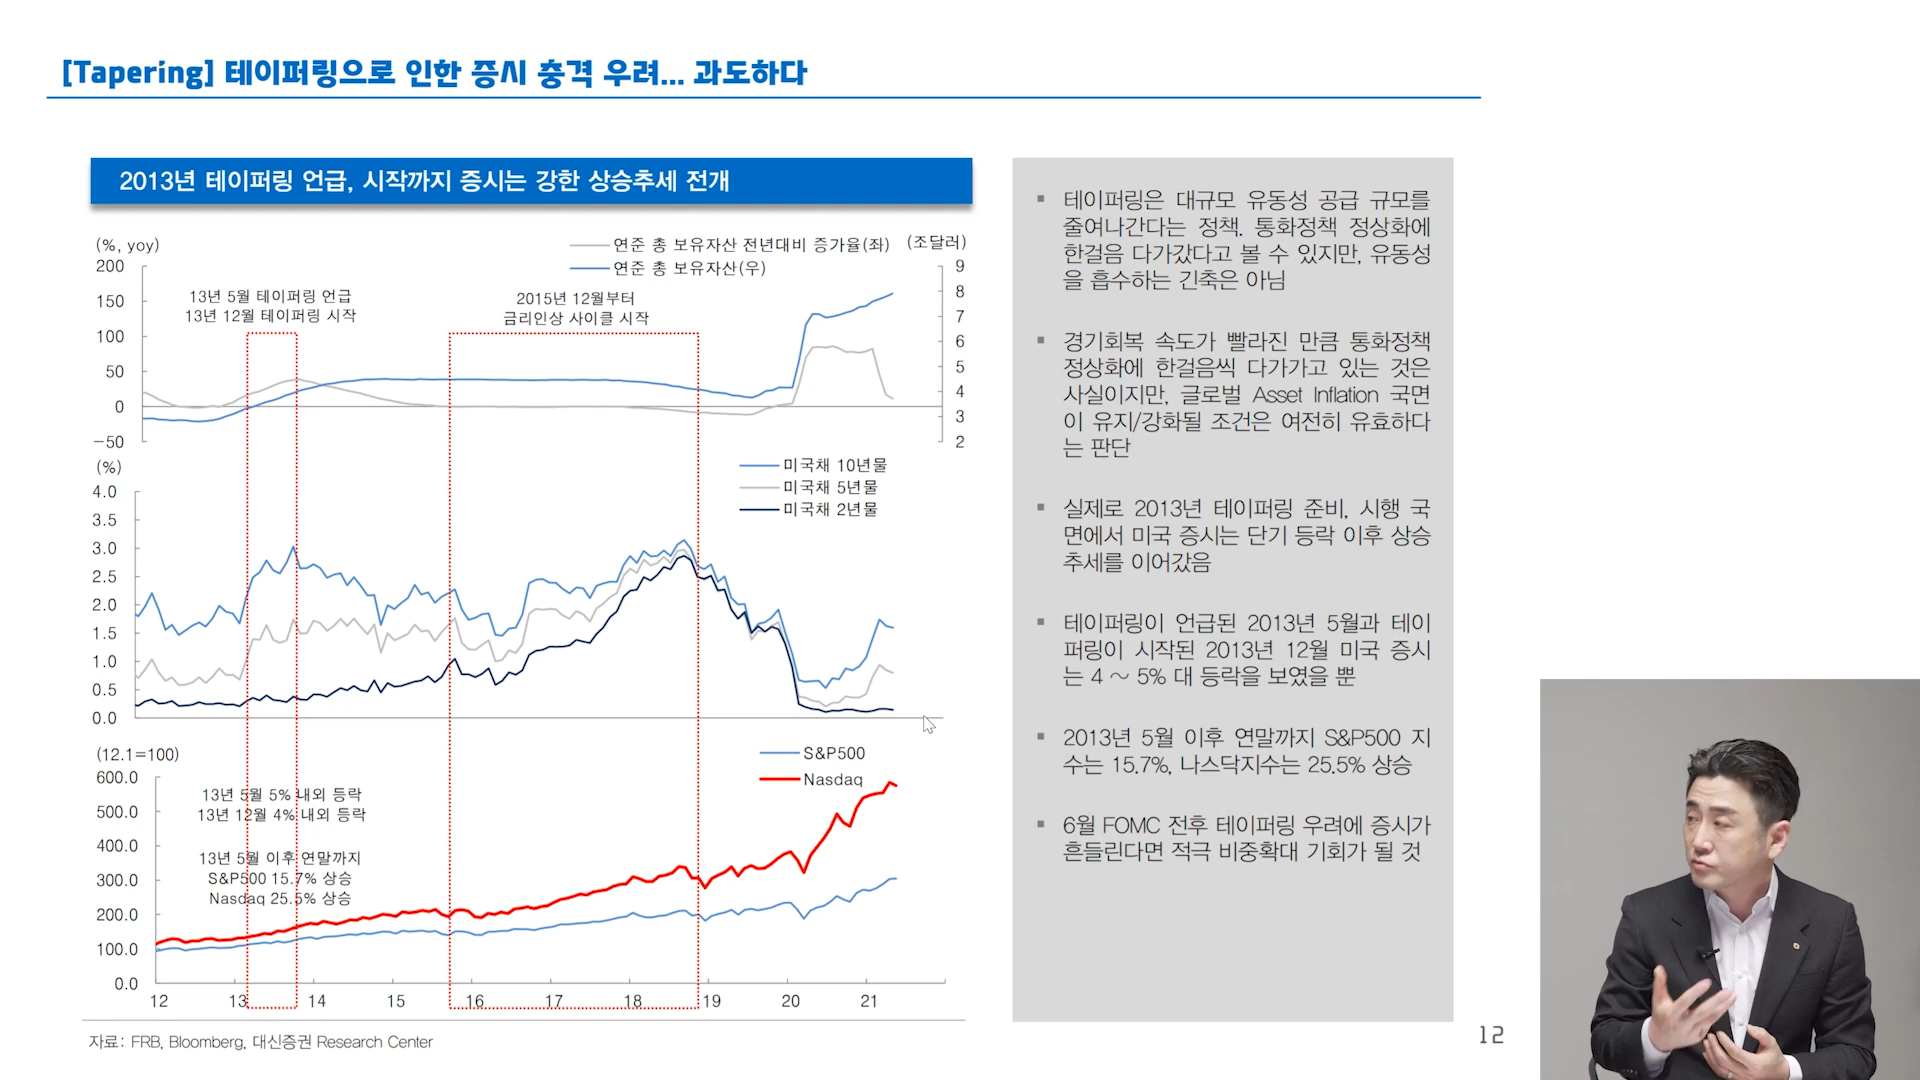 [Tapering] 테이퍼링으로 인한 증시 충격 우려... 과도하다
2013년 테이퍼링 언급, 시작까지 증시는 강한 상승추세 전개
(%, yoy)
연준 총 보유자산 전년대비 증가율(좌)
(조달러)
연준 총 보유자산(우)
200
150
100
50
0
-50
9
8
7
6
5
4
3
2
13년 5월 테이퍼링 언급
13년 12월 테이퍼링 시작
2015년 12월부터
금리인상 사이클 시작
(%)
미국채 10년물
미국채 5년물
미국채 2년물
4.0
3.5
3.0
2.5
2.0
1.5
1.0
0.5
0.0
(12.1=100)
S&P500
Nasdaq
600.0
500.0
400.0
300.0
200.0
100.0
0.0
13년 5월 5% 내외 등락
13년 12월 4% 내외 등락
13년 5월 이후 연말까지
S&P500 15.7% 상승
Nasdaq 25.5% 상승
12 13 14 15 16 17 18 19 20 21
자료: FRB, Bloomberg, 대신증권 Research Center
▪ 테이퍼링은 대규모 유동성 공급 규모를
줄여나간다는 정책. 통화정책 정상화에
한걸음 다가갔다고 볼 수 있지만, 유동성
을 흡수하는 긴축은 아님
▪ 경기회복 속도가 빨라진 만큼 통화정책
정상화에 한걸음씩 다가가고 있는 것은
사실이지만, 글로벌 Asset Inflation 국면
이 유지/강화될 조건은 여전히 유효하다
는 판단
▪ 실제로 2013년 테이퍼링 준비, 시행 국
면에서 미국 증시는 단기 등락 이후 상승
추세를 이어갔음
▪ 테이퍼링이 언급된 2013년 5월과 테이
퍼링이 시작된 2013년 12월 미국 증시
는 4 ~ 5% 대 등락을 보였을 뿐
▪ 2013년 5월 이후 연말까지 S&P500 지
수는 15.7%, 나스닥지수는 25.5% 상승
▪ 6월 FOMC 전후 테이퍼링 우려에 증시가
흔들린다면 적극 비중확대 기회가 될 것
12